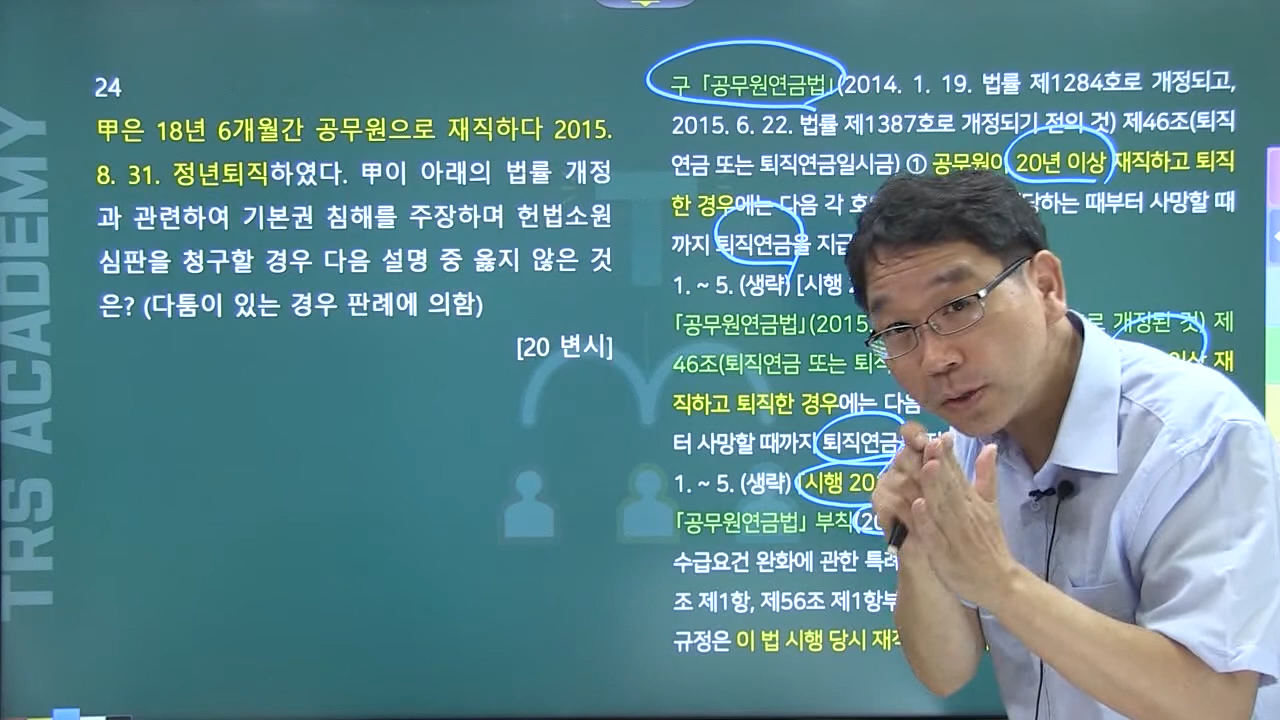 TRS ACADEMY
24
甲은 18년 6개월간 공무원으로 재직하다 2015.
8. 31. 정년퇴직하였다. 甲이 아래의 법률 개정
과 관련하여 기본권 침해를 주장하며 헌법소원
심판을 청구할 경우 다음 설명 중 옳지 않은 것
은? (다툼이 있는 경우 판례에 의함)
[20 변시]
구 「공무원연금법」(2014. 1. 19. 법률 제1284호로 개정되고,
2015. 6. 22. 법률 제1387호로 개정되기 전의 것) 제46조(퇴직
연금 또는 퇴직연금일시금) ① 공무원이 20년 이상 재직하고 퇴직
한 경우에는 다음 각 하는 때부터 사망할 때
까지 퇴직연금을 지급
1. ~ 5. (생략) [시행
「공무원연금법」(2015 로 개정된 것) 제
46조(퇴직연금 또는 퇴직 이상 재
직하고 퇴직한 경우에는 다음
터 사망할 때까지 퇴직연금
1. ~ 5. (생략) [시행 20
「공무원연금법」 부칙(20
수급요건 완화에 관한 특례
조 제1항, 제56조 제1항부
규정은 이 법 시행 당시 재직